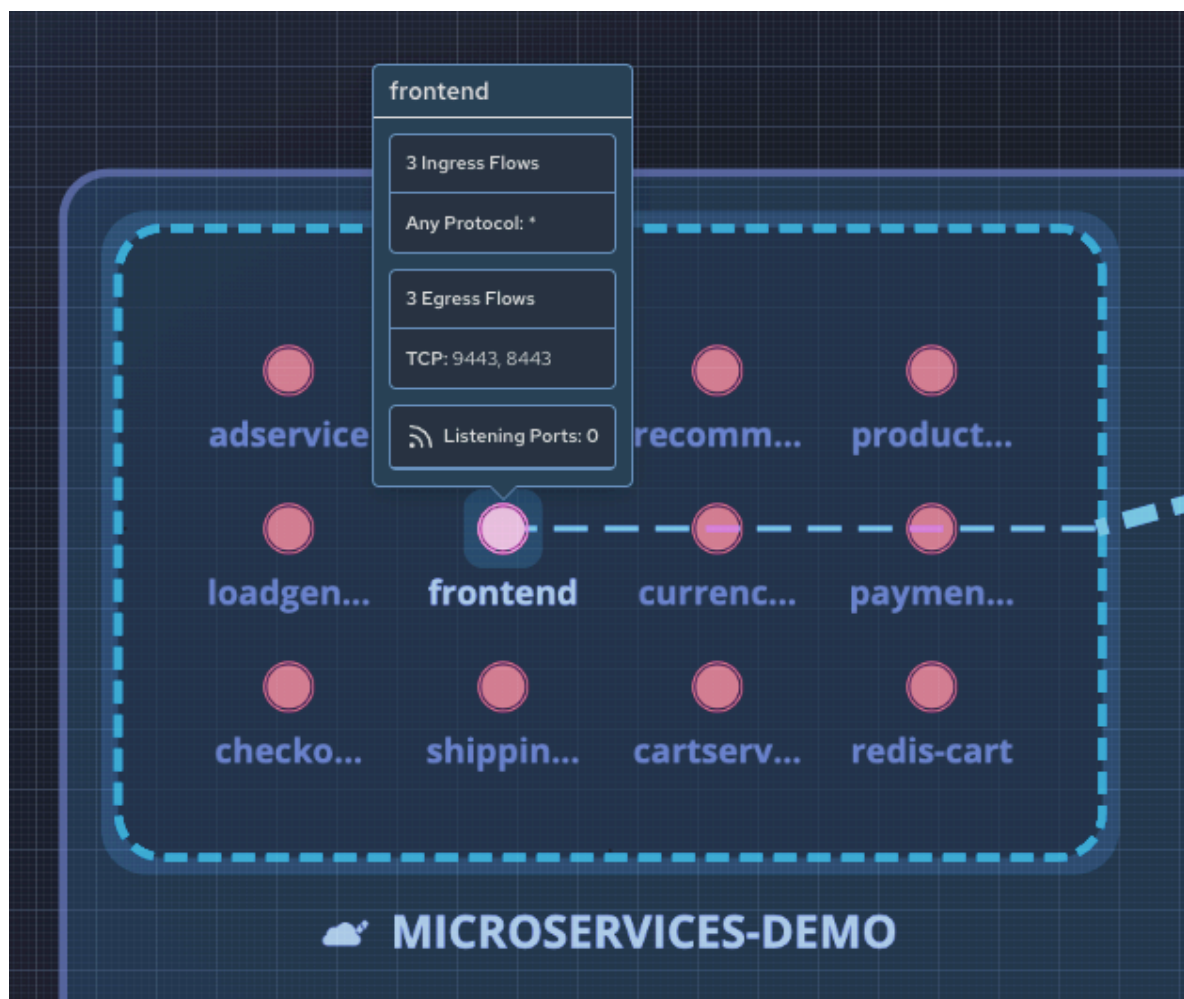 frontend
3 Ingress Flows
Any Protocol: *
3 Egress Flows
TCP: 9443, 8443
Listening Ports: 0
adservice
recomm...
product...
loadgen...
frontend
currenc...
paymen...
checko...
shippin...
cartserv...
redis-cart
MICROSERVICES-DEMO